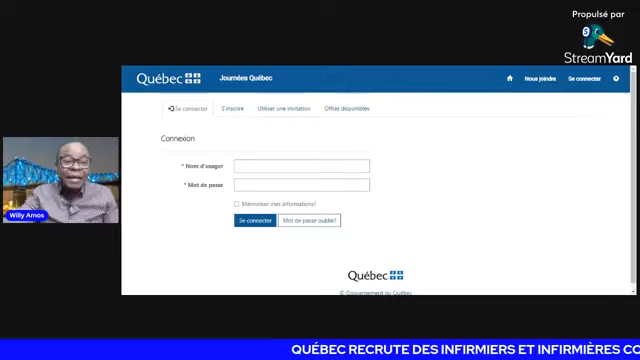 Propulsé par
StreamYard
Québec
Journées Québec
Nous joindre
Se connecter
Se connecter
S'inscrire
Utiliser une invitation
Offres disponibles
Connexion
* Nom d'usager
* Mot de passe
Mémoriser mes informations?
Se connecter
Mot de passe oublié?
Willy Amos
Québec
© Gouvernement du Québec
QUÉBEC RECRUTE DES INFIRMIERS ET INFIRMIÈRES CO